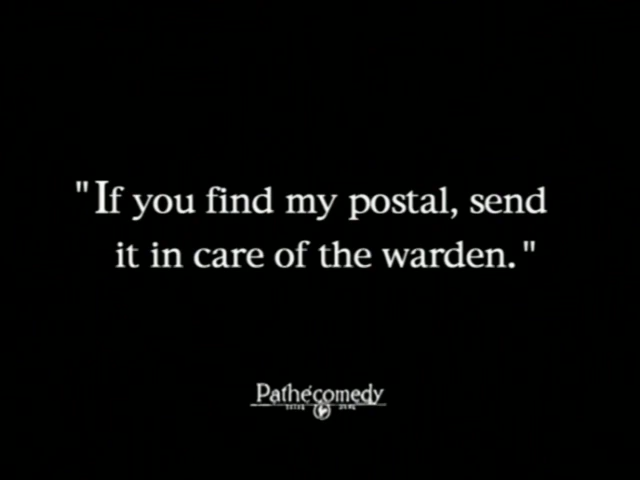 "If you find my postal, send
it in care of the warden."
Pathécomedy